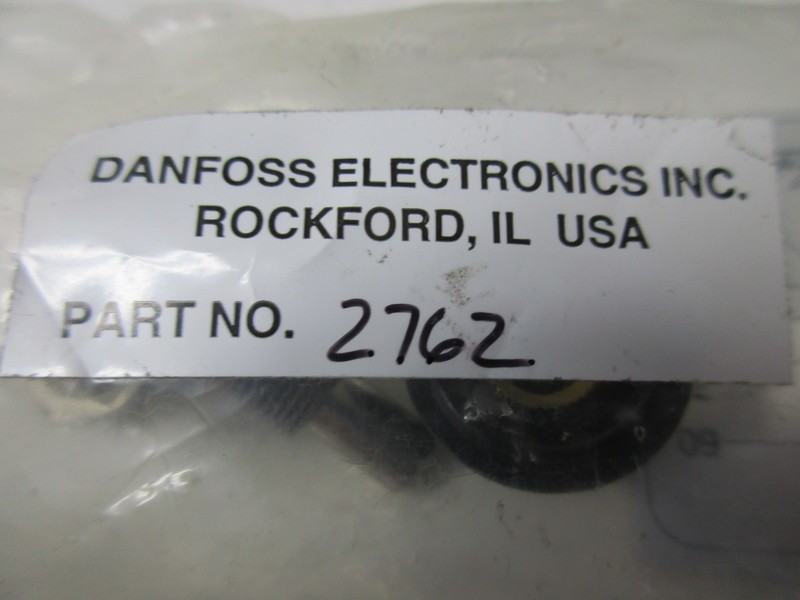 DANFOSS ELECTRONICS INC.
ROCKFORD, IL USA
PART NO. 2762